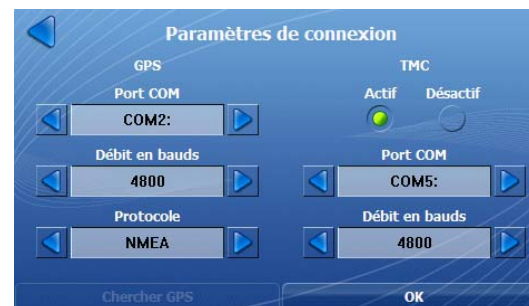 Paramètres de connexion
GPS
Port COM
COM2:
Débit en bauds
4800
Protocole
NMEA
TMC
Actif Désactif
Port COM
COM5:
Débit en bauds
4800
Chercher GPS
OK